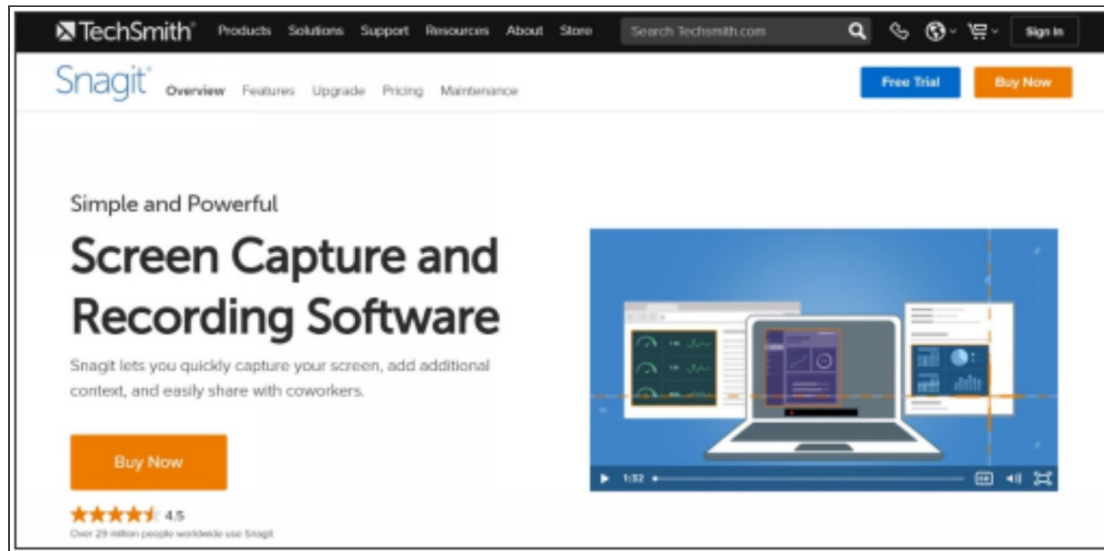 TechSmith® Products Solutions Support Resources About Store Search Techsmith.com Sign In
Snagit® Overview Features Upgrade Pricing Maintenance Free Trial Buy Now
Simple and Powerful
Screen Capture and
Recording Software
Snagit lets you quickly capture your screen, add additional
context, and easily share with coworkers.
Buy Now
4.5
Over 29 million people worldwide use Snagit
1:32